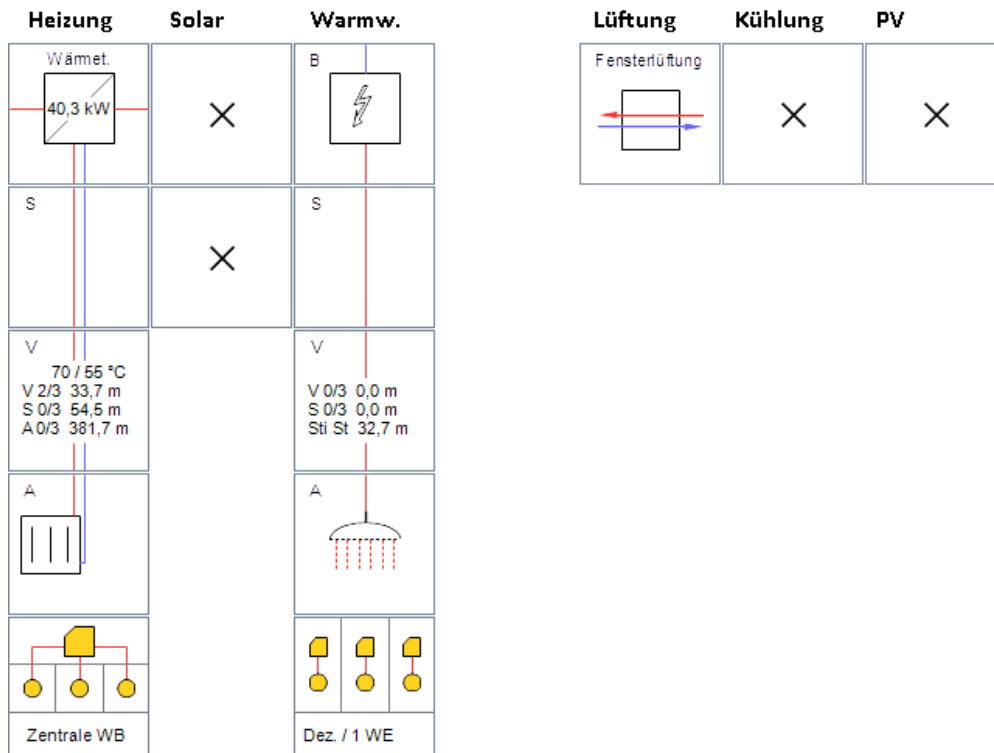 Heizung Solar Warmw. Lüftung Kühlung PV
Wärmet.
40,3 kW
B
Fensterlüftung
S
S
V
70 / 55 °C
V 2/3 33,7 m
S 0/3 54,5 m
A 0/3 381,7 m
V
V 0/3 0,0 m
S 0/3 0,0 m
Sti St 32,7 m
A
A
Zentrale WB
Dez. / 1 WE